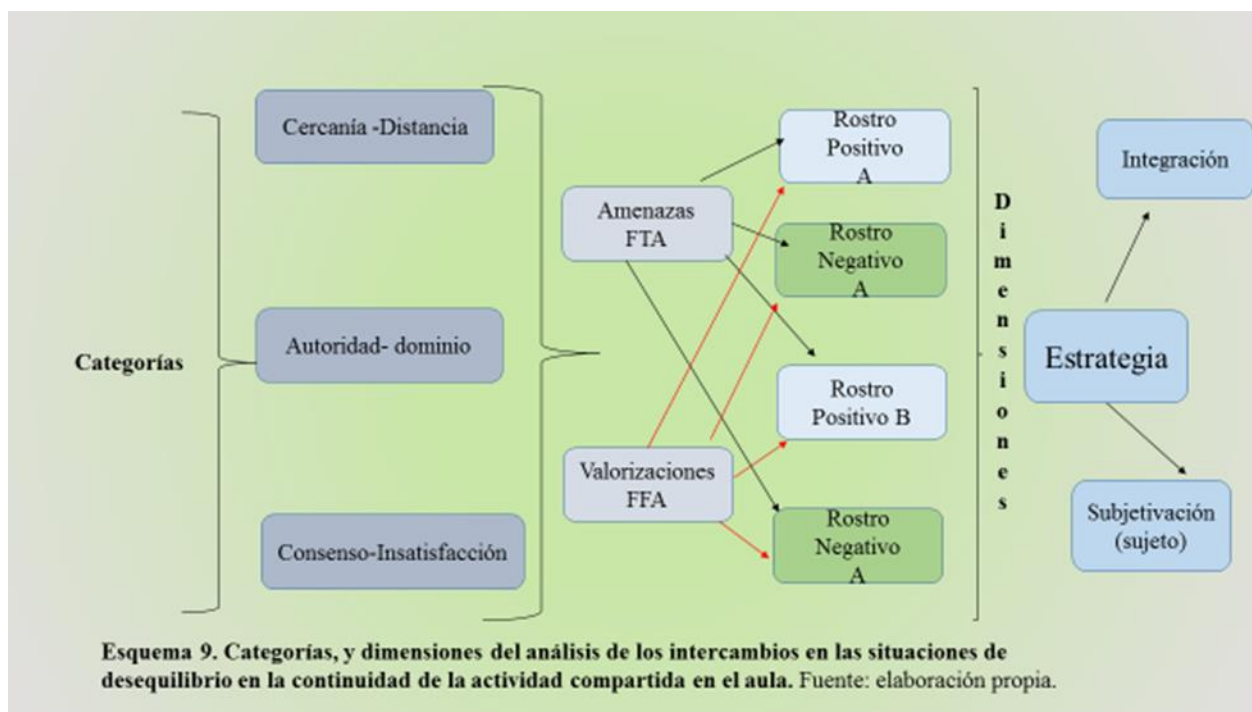 Categorías
Cercanía -Distancia
Autoridad- dominio
Consenso-Insatisfacción
Amenazas
FTA
Valorizaciones
FFA
Rostro
Positivo
A
Rostro
Negativo
A
Rostro
Positivo B
Rostro
Negativo
A
Dimensiones
Integración
Estrategia
Subjetivación
(sujeto)
Esquema 9. Categorías, y dimensiones del análisis de los intercambios en las situaciones de
desequilibrio en la continuidad de la actividad compartida en el aula. Fuente: elaboración propia.